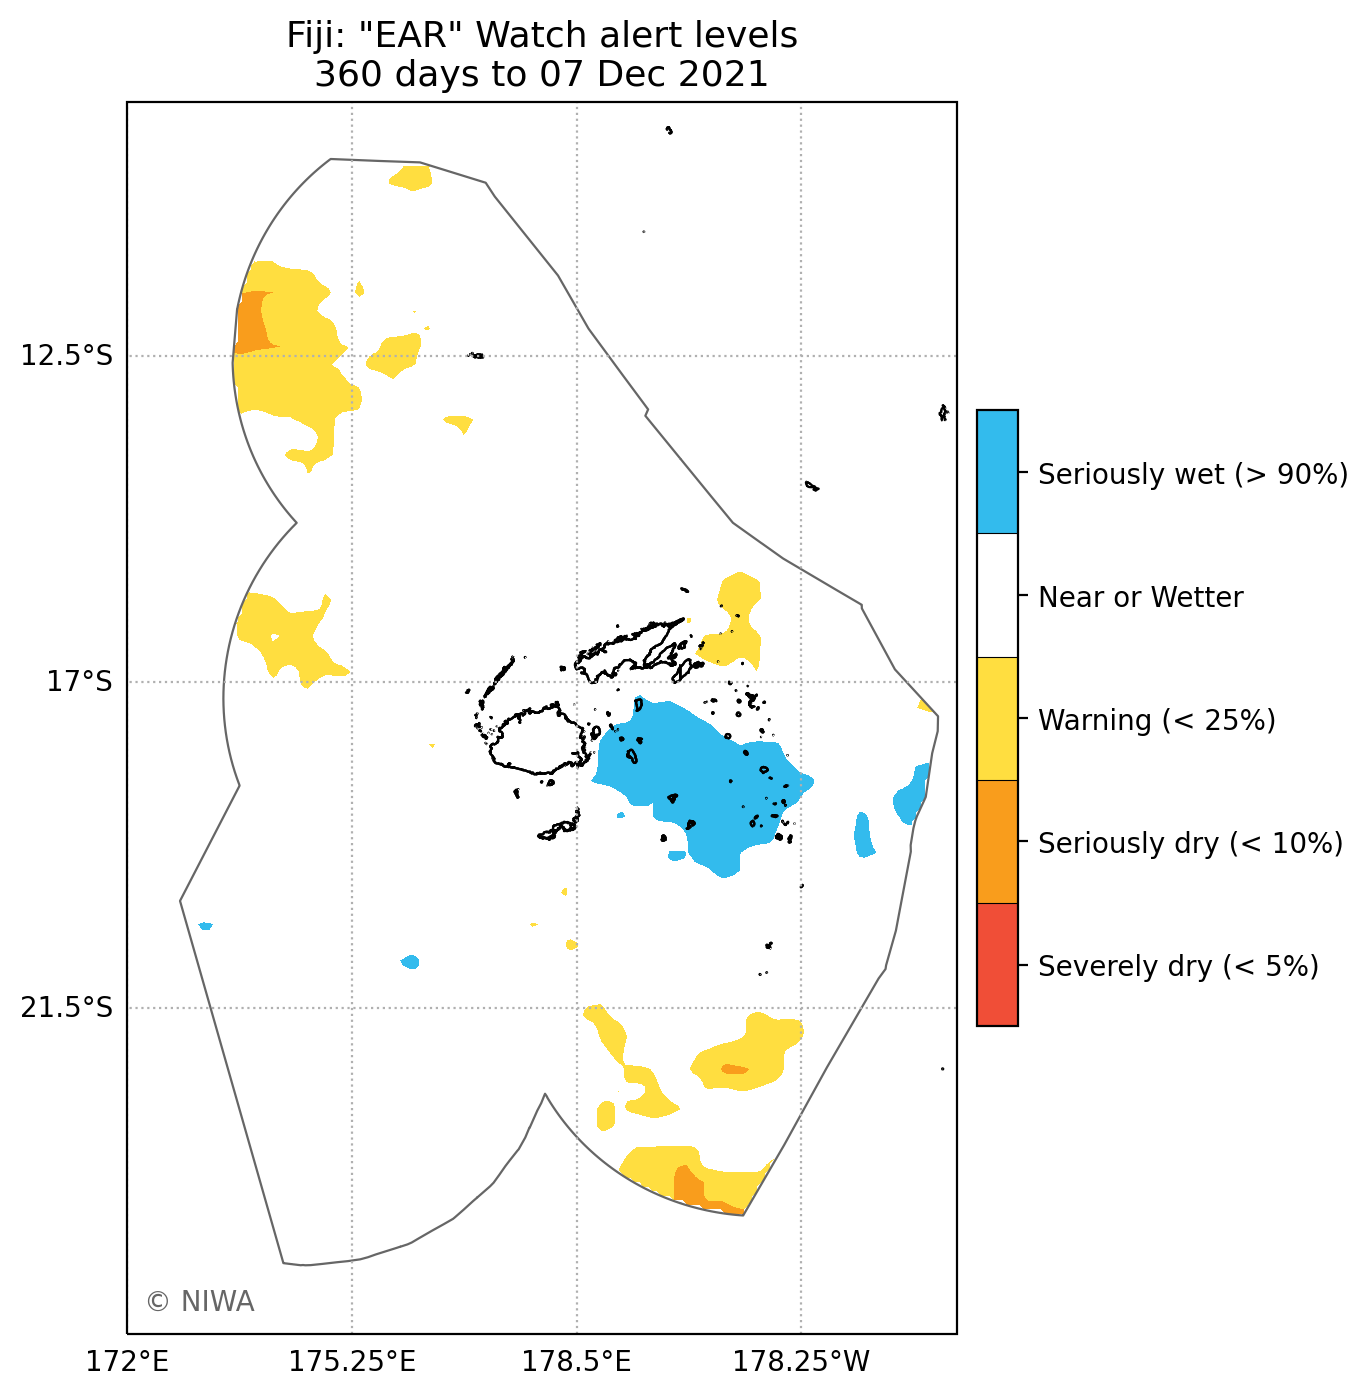 Fiji: "EAR" Watch alert levels
360 days to 07 Dec 2021
12.5°S
17°S
21.5°S
172°E
175.25°E
178.5°E
178.25°W
Seriously wet (> 90%)
Near or Wetter
Warning (< 25%)
Seriously dry (< 10%)
Severely dry (< 5%)
© NIWA